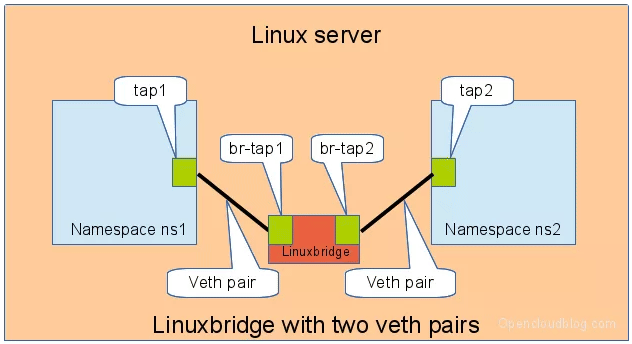 Linux server
tap1
tap2
br-tap1
br-tap2
Namespace ns1
Namespace ns2
Linuxbridge
Veth pair
Veth pair
Linuxbridge with two veth pairs
Opencloudblog.com